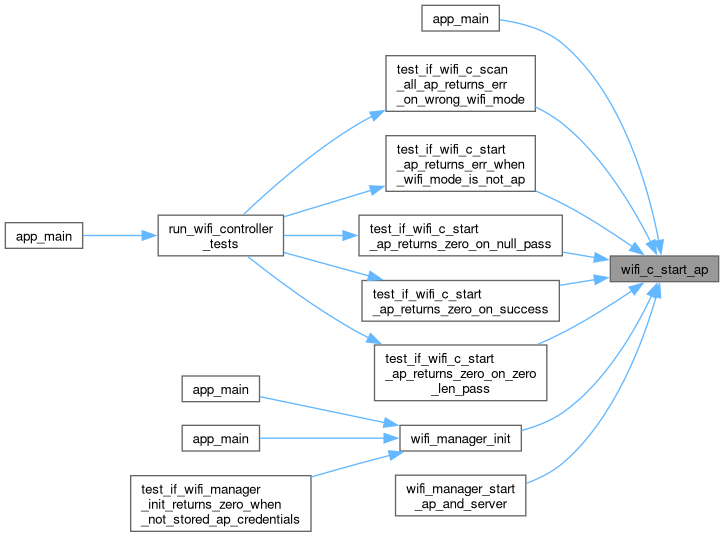 app_main
test_if_wifi_c_scan
_all_ap_returns_err
_on_wrong_wifi_mode
test_if_wifi_c_start
_ap_returns_err_when
_wifi_mode_is_not_ap
app_main
run_wifi_controller
_tests
test_if_wifi_c_start
_ap_returns_zero_on_null_pass
wifi_c_start_ap
test_if_wifi_c_start
_ap_returns_zero_on_success
test_if_wifi_c_start
_ap_returns_zero_on_zero
_len_pass
app_main
app_main
wifi_manager_init
test_if_wifi_manager
_init_returns_zero_when
_not_stored_ap_credentials
wifi_manager_start
_ap_and_server